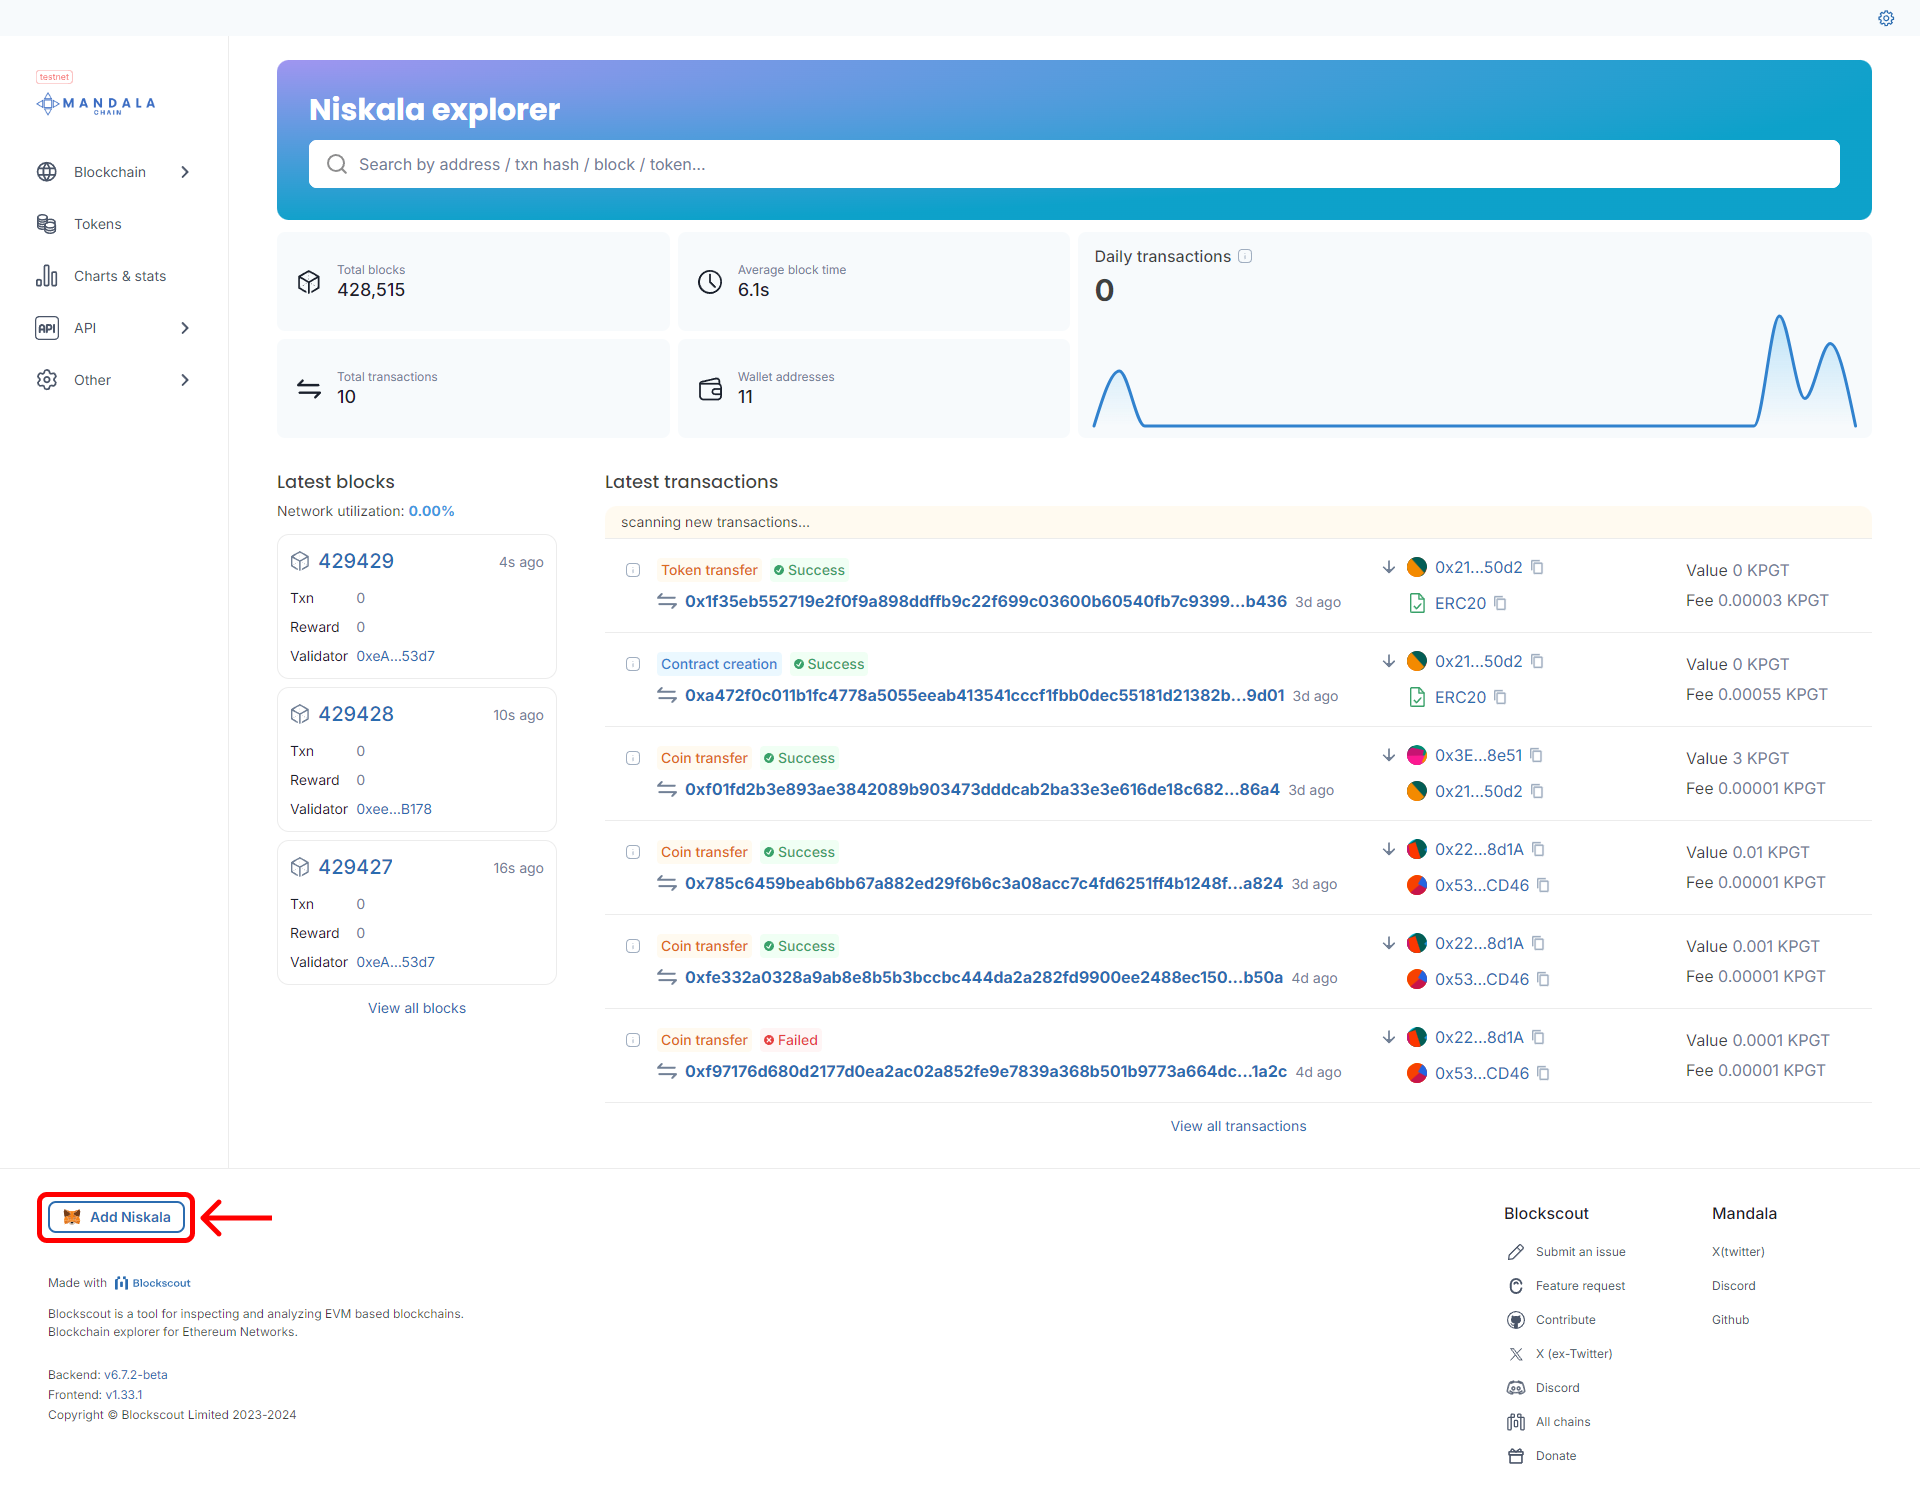 testnet
MANDALA
CHAIN
Blockchain
Tokens
Charts & stats
API
API
Other
Niskala explorer
Search by address / txn hash / block / token...
Total blocks
428,515
Average block time
6.1s
Total transactions
10
Wallet addresses
11
Daily transactions
0
Latest blocks
Network utilization: 0.00%
429429 4s ago
Txn 0
Reward 0
Validator 0xeA...53d7
429428 10s ago
Txn 0
Reward 0
Validator 0xee...B178
429427 16s ago
Txn 0
Reward 0
Validator 0xeA...53d7
View all blocks
Latest transactions
scanning new transactions...
Token transfer Success
0x1f35eb552719e2f0f9a898ddffb9c22f699c03600b60540fb7c9399...b436 3d ago
0x21...50d2
ERC20
Value 0 KPGT
Fee 0.00003 KPGT
Contract creation Success
0xa472f0c011b1fc4778a5055eeab413541cccf1fbb0dec55181d21382b...9d01 3d ago
0x21...50d2
ERC20
Value 0 KPGT
Fee 0.00055 KPGT
Coin transfer Success
0xf01fd2b3e893ae3842089b903473dddcab2ba33e3e616de18c682...86a4 3d ago
0x3E...8e51
0x21...50d2
Value 3 KPGT
Fee 0.00001 KPGT
Coin transfer Success
0x785c6459beab6bb67a882ed29f6b6c3a08acc7c4fd6251ff4b1248f...a824 3d ago
0x22...8d1A
0x53...CD46
Value 0.01 KPGT
Fee 0.00001 KPGT
Coin transfer Success
0xfe332a0328a9ab8e8b5b3bccbc444da2a282fd9900ee2488ec150...b50a 4d ago
0x22...8d1A
0x53...CD46
Value 0.001 KPGT
Fee 0.00001 KPGT
Coin transfer Failed
0xf97176d680d2177d0ea2ac02a852fe9e7839a368b501b9773a664dc...1a2c 4d ago
0x22...8d1A
0x53...CD46
Value 0.0001 KPGT
Fee 0.00001 KPGT
View all transactions
Add Niskala
Made with Blockscout
Blockscout is a tool for inspecting and analyzing EVM based blockchains.
Blockchain explorer for Ethereum Networks.
Backend: v6.7.2-beta
Frontend: v1.33.1
Copyright © Blockscout Limited 2023-2024
Blockscout
Submit an issue
Feature request
Contribute
X (ex-Twitter)
Discord
All chains
Donate
Mandala
X(twitter)
Discord
Github